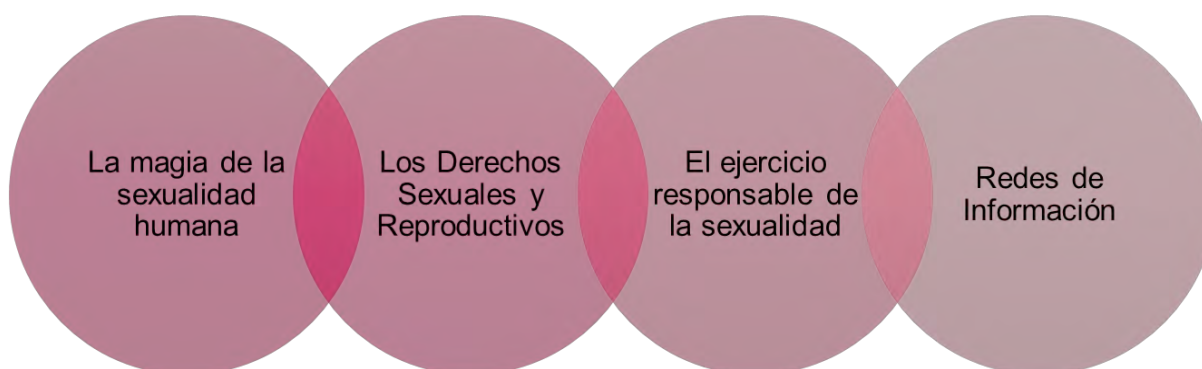 La magia de la
sexualidad
humana
Los Derechos
Sexuales y
Reproductivos
El ejercicio
responsable de
la sexualidad
Redes de
Información